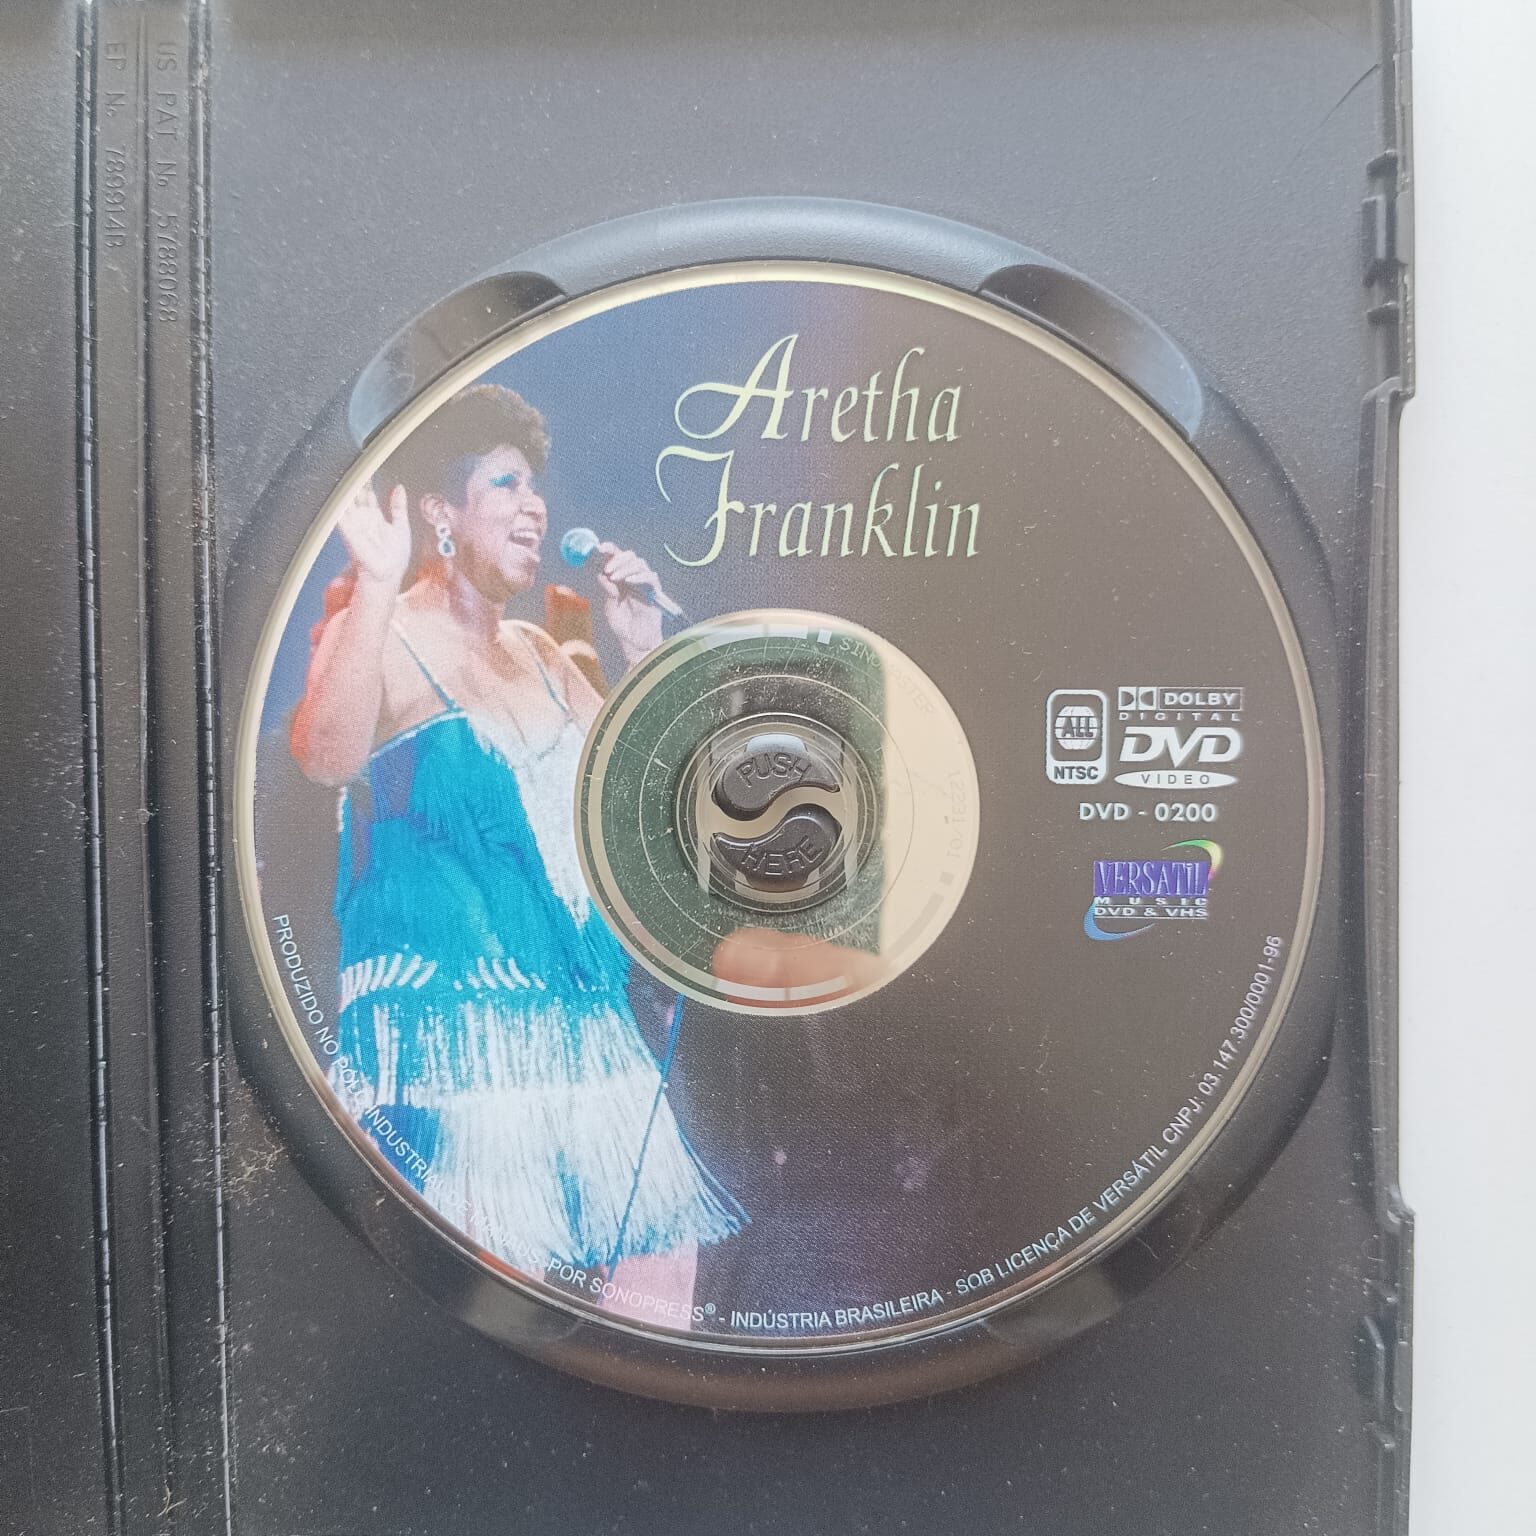 US PAT No 5788068
EP No 789914B
Aretha
Franklin
ALL
NTSC
DOLBY
DIGITAL
DVD
VIDEO
DVD - 0200
VERSATIL
MUSIC
DVD & VHS
PUSH
HERE
PRODUZIDO NO PÓLO INDUSTRIAL DE MANAUS POR SONOPRESS® - INDÚSTRIA BRASILEIRA - SOB LICENÇA DE VERSÁTIL CNPJ: 03.147.300/0001-96